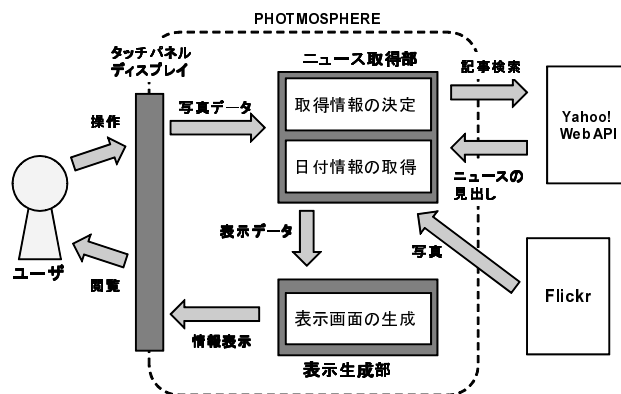 PHOTMOSPHERE
タッチパネル
ディスプレイ
ニュース取得部
記事検索
操作
写真データ
取得情報の決定
Yahoo!
Web API
日付情報の取得
ニュースの
見出し
ユーザ
閲覧
表示データ
写真
Flickr
情報表示
表示画面の生成
表示生成部